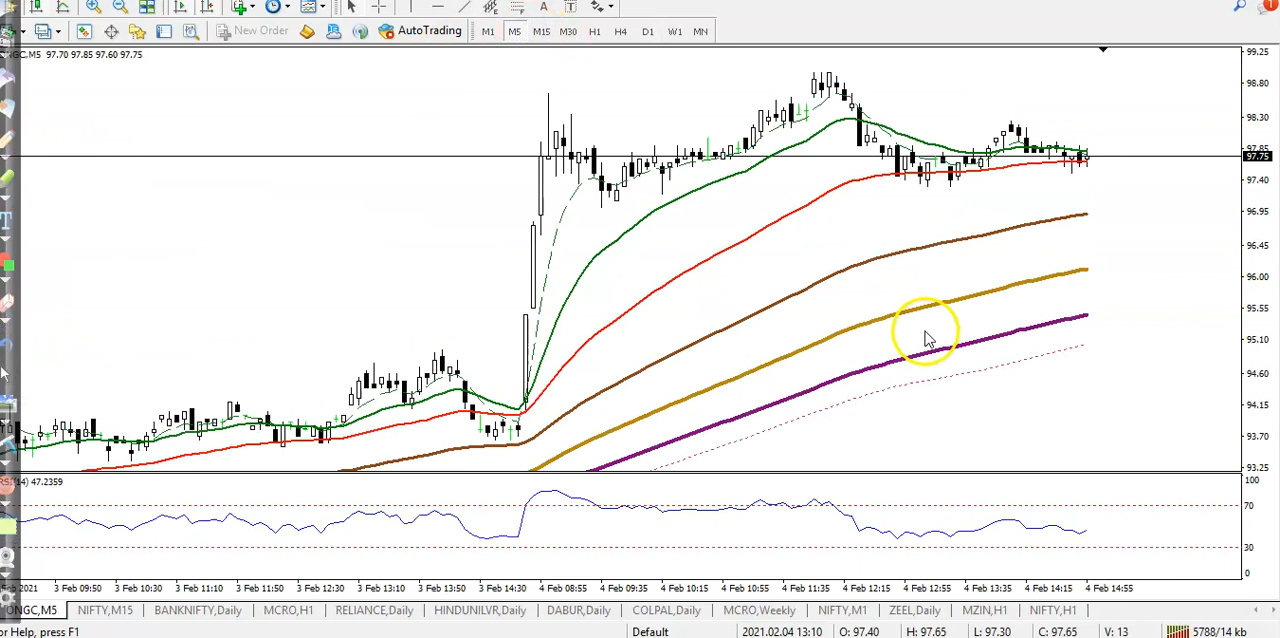 A T
New Order AutoTrading M1 M5 M15 M30 H1 H4 D1 W1 MN
NGC,M5 97.70 97.85 97.60 97.75
99.25
98.80
98.30
97.85
97.75
97.40
96.95
96.45
96.00
95.55
95.10
94.60
94.15
93.70
93.25
RSI(14) 47.2359
100
70
30
0
2021 3 Feb 09:50 3 Feb 10:30 3 Feb 11:10 3 Feb 11:50 3 Feb 12:30 3 Feb 13:10 3 Feb 13:50 3 Feb 14:30 4 Feb 08:55 4 Feb 09:35 4 Feb 10:15 4 Feb 10:55 4 Feb 11:35 4 Feb 12:15 4 Feb 12:55 4 Feb 13:35 4 Feb 14:15 4 Feb 14:55
ONGC,M5 NIFTY,M15 BANKNIFTY,Daily MCRO,H1 RELIANCE,Daily HINDUNILVR,Daily DABUR,Daily COLPAL,Daily MCRO,Weekly NIFTY,M1 ZEEL,Daily MZIN,H1 NIFTY,H1
or Help, press F1 Default 2021.02.04 13:10 O: 97.40 H: 97.65 L: 97.30 C: 97.65 V: 13 5788/14 kb